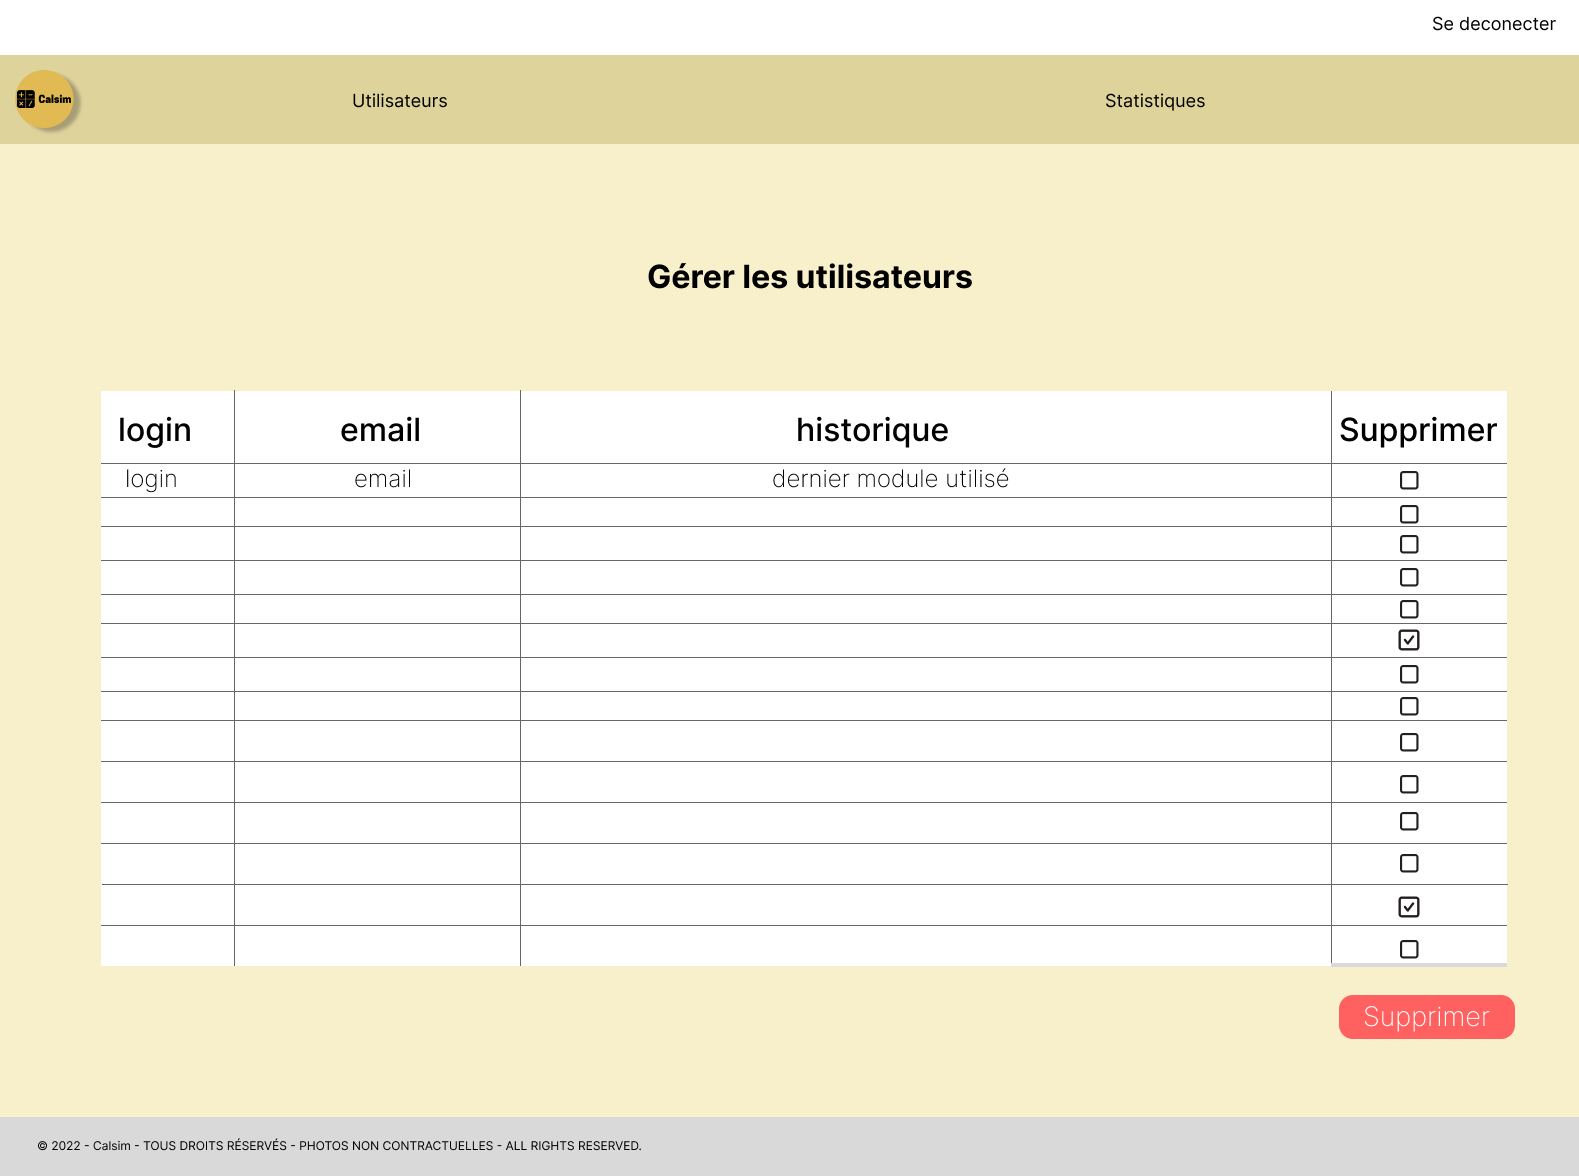 Se deconecter
Calsim
Utilisateurs
Statistiques
Gérer les utilisateurs
login
email
historique
Supprimer
login
email
dernier module utilisé
Supprimer
© 2022 - Calsim - TOUS DROITS RÉSERVÉS - PHOTOS NON CONTRACTUELLES - ALL RIGHTS RESERVED.